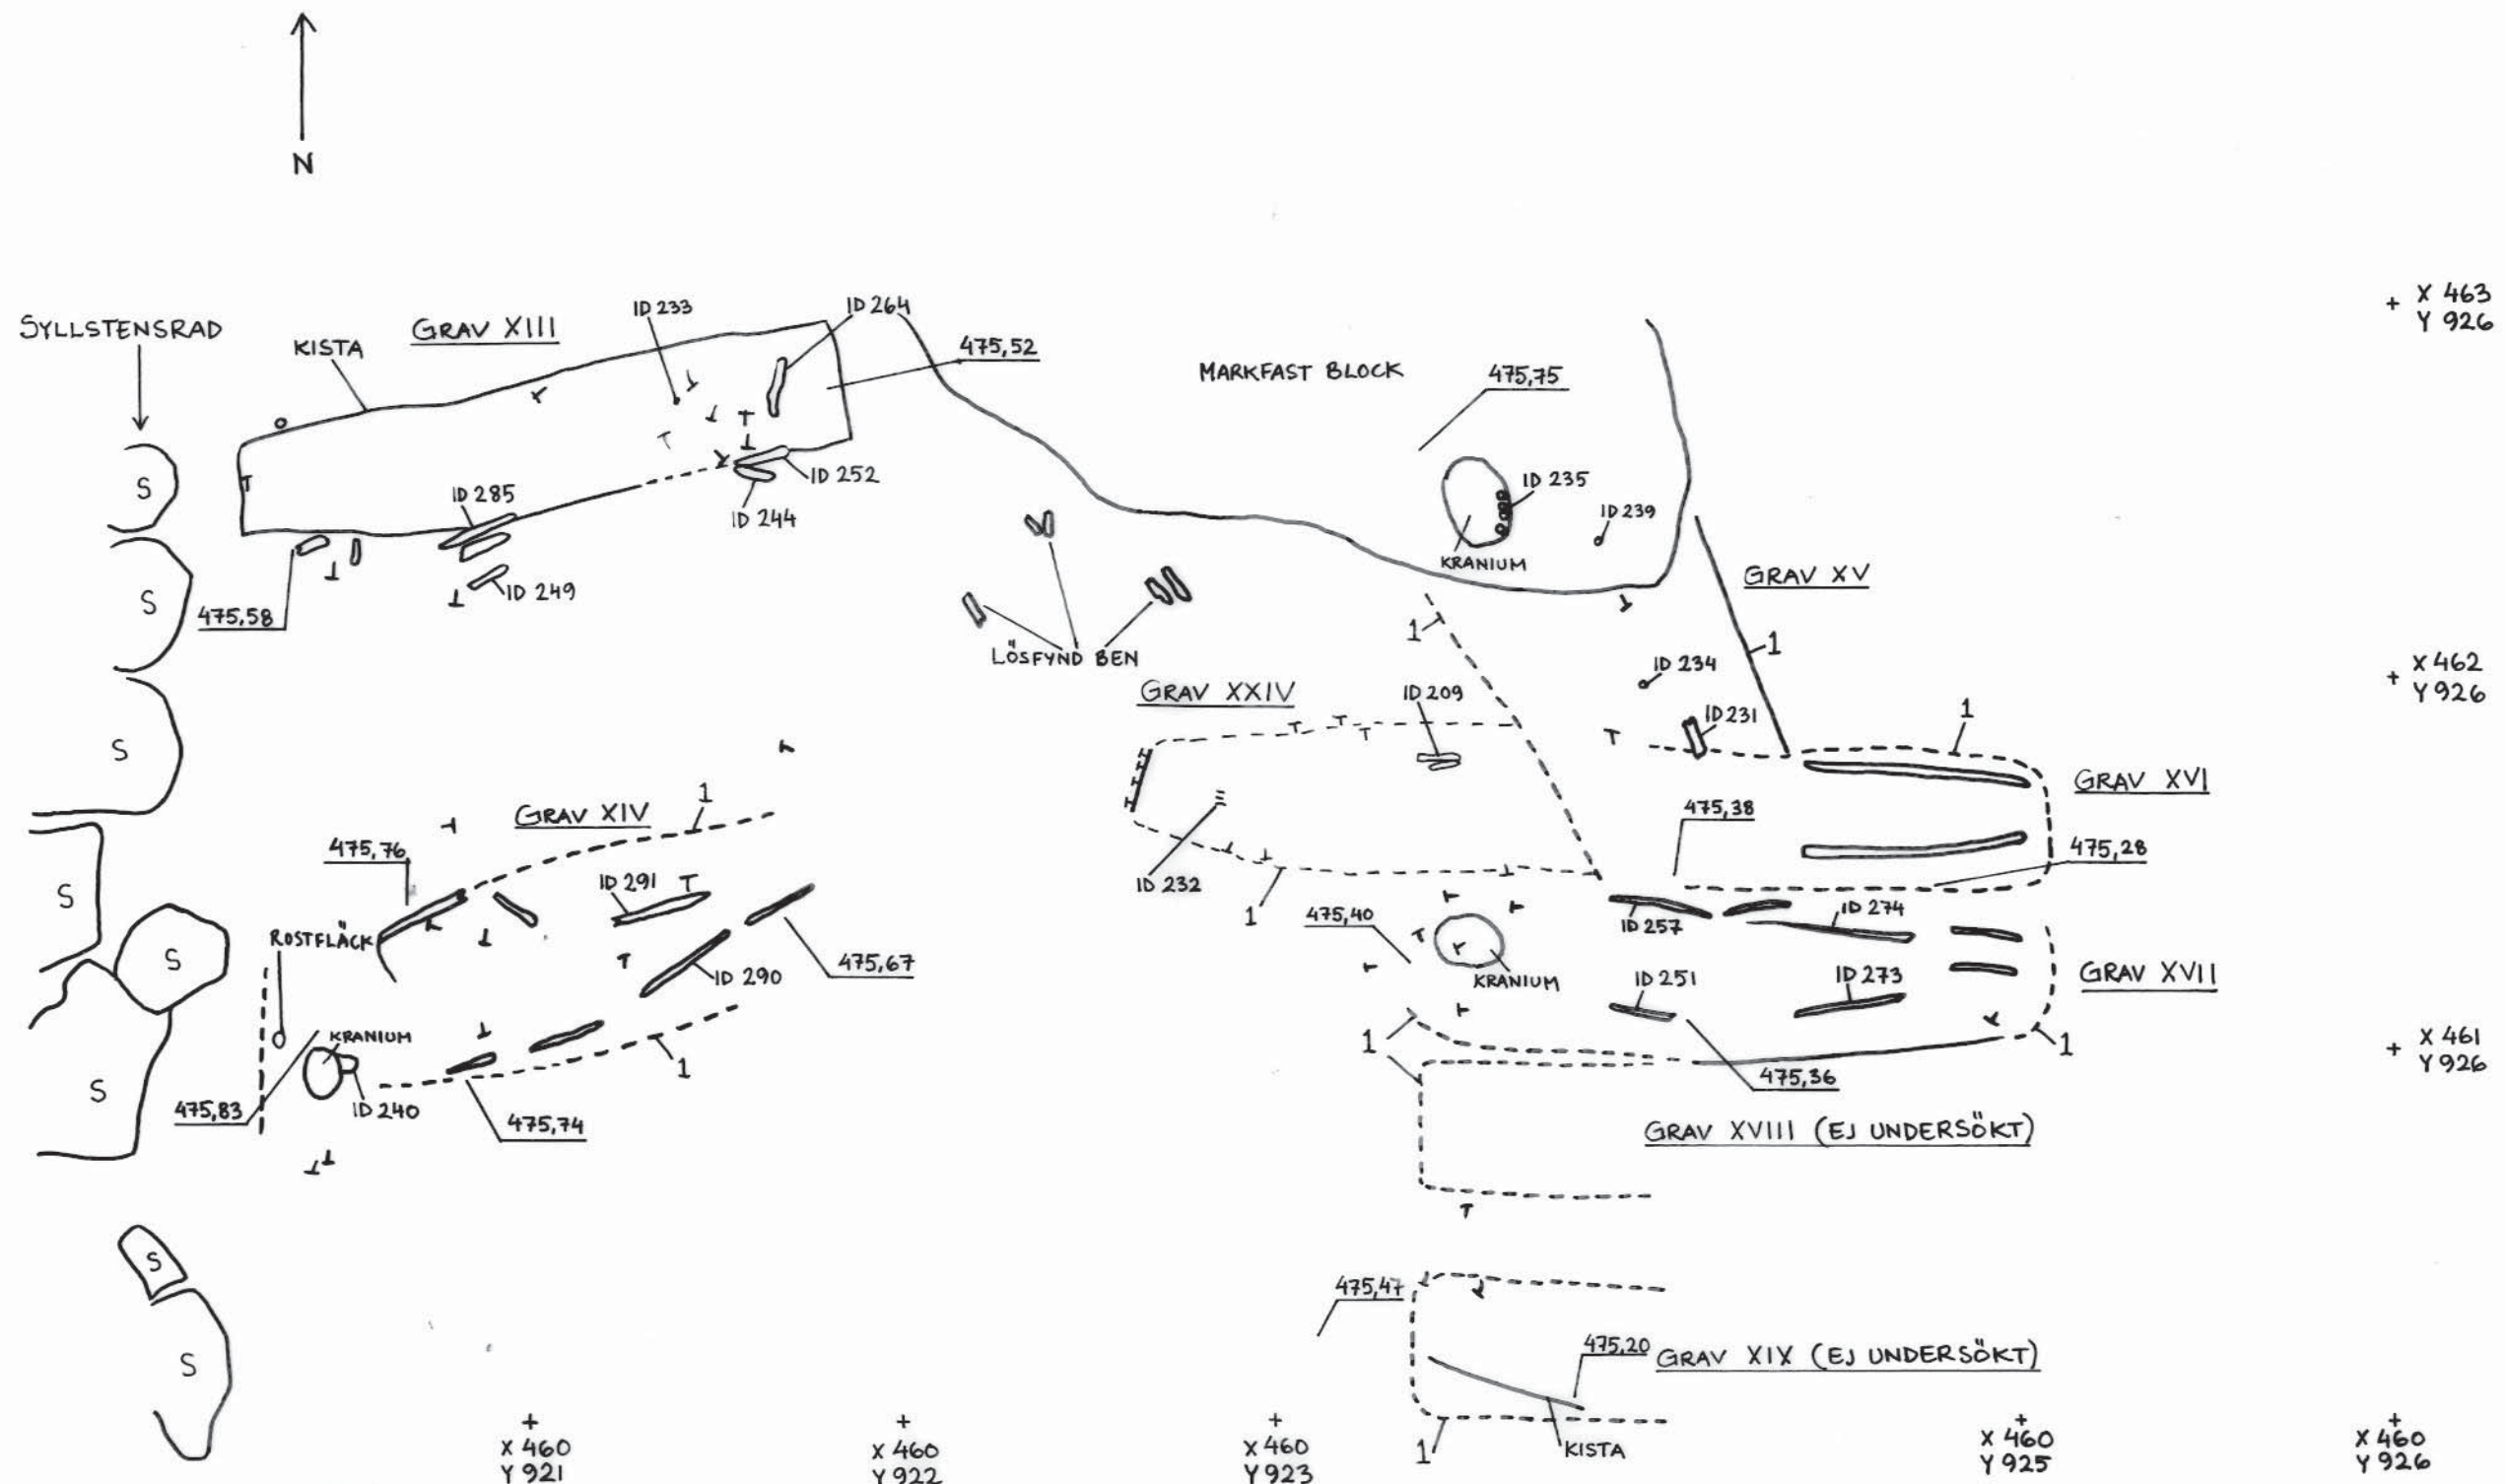 N
X 463
Y 926
SYLLSTENSRAD
KISTA
GRAV XIII
ID 233
ID 264
475,52
MARKFAST BLOCK
475,75
S
ID 285
ID 252
ID 244
ID 235
ID 239
KRANIUM
GRAV XV
S
475,58
ID 249
LÖSFYND BEN
1
1
ID 234
X 462
Y 926
GRAV XXIV
ID 209
ID 231
1
S
GRAV XVI
475,38
475,28
GRAV XIV
1
475,76
ID 291
ID 232
1
475,40
ID 257
ID 274
S
ROSTFLÄCK
S
475,67
ID 290
KRANIUM
ID 251
ID 273
GRAV XVII
KRANIUM
1
1
1
X 461
Y 926
S
475,83
ID 240
475,74
475,36
GRAV XVIII (EJ UNDERSÖKT)
S
475,47
S
475,20
GRAV XIX (EJ UNDERSÖKT)
1
KISTA
X 460
Y 921
X 460
Y 922
X 460
Y 923
X 460
Y 925
X 460
Y 926